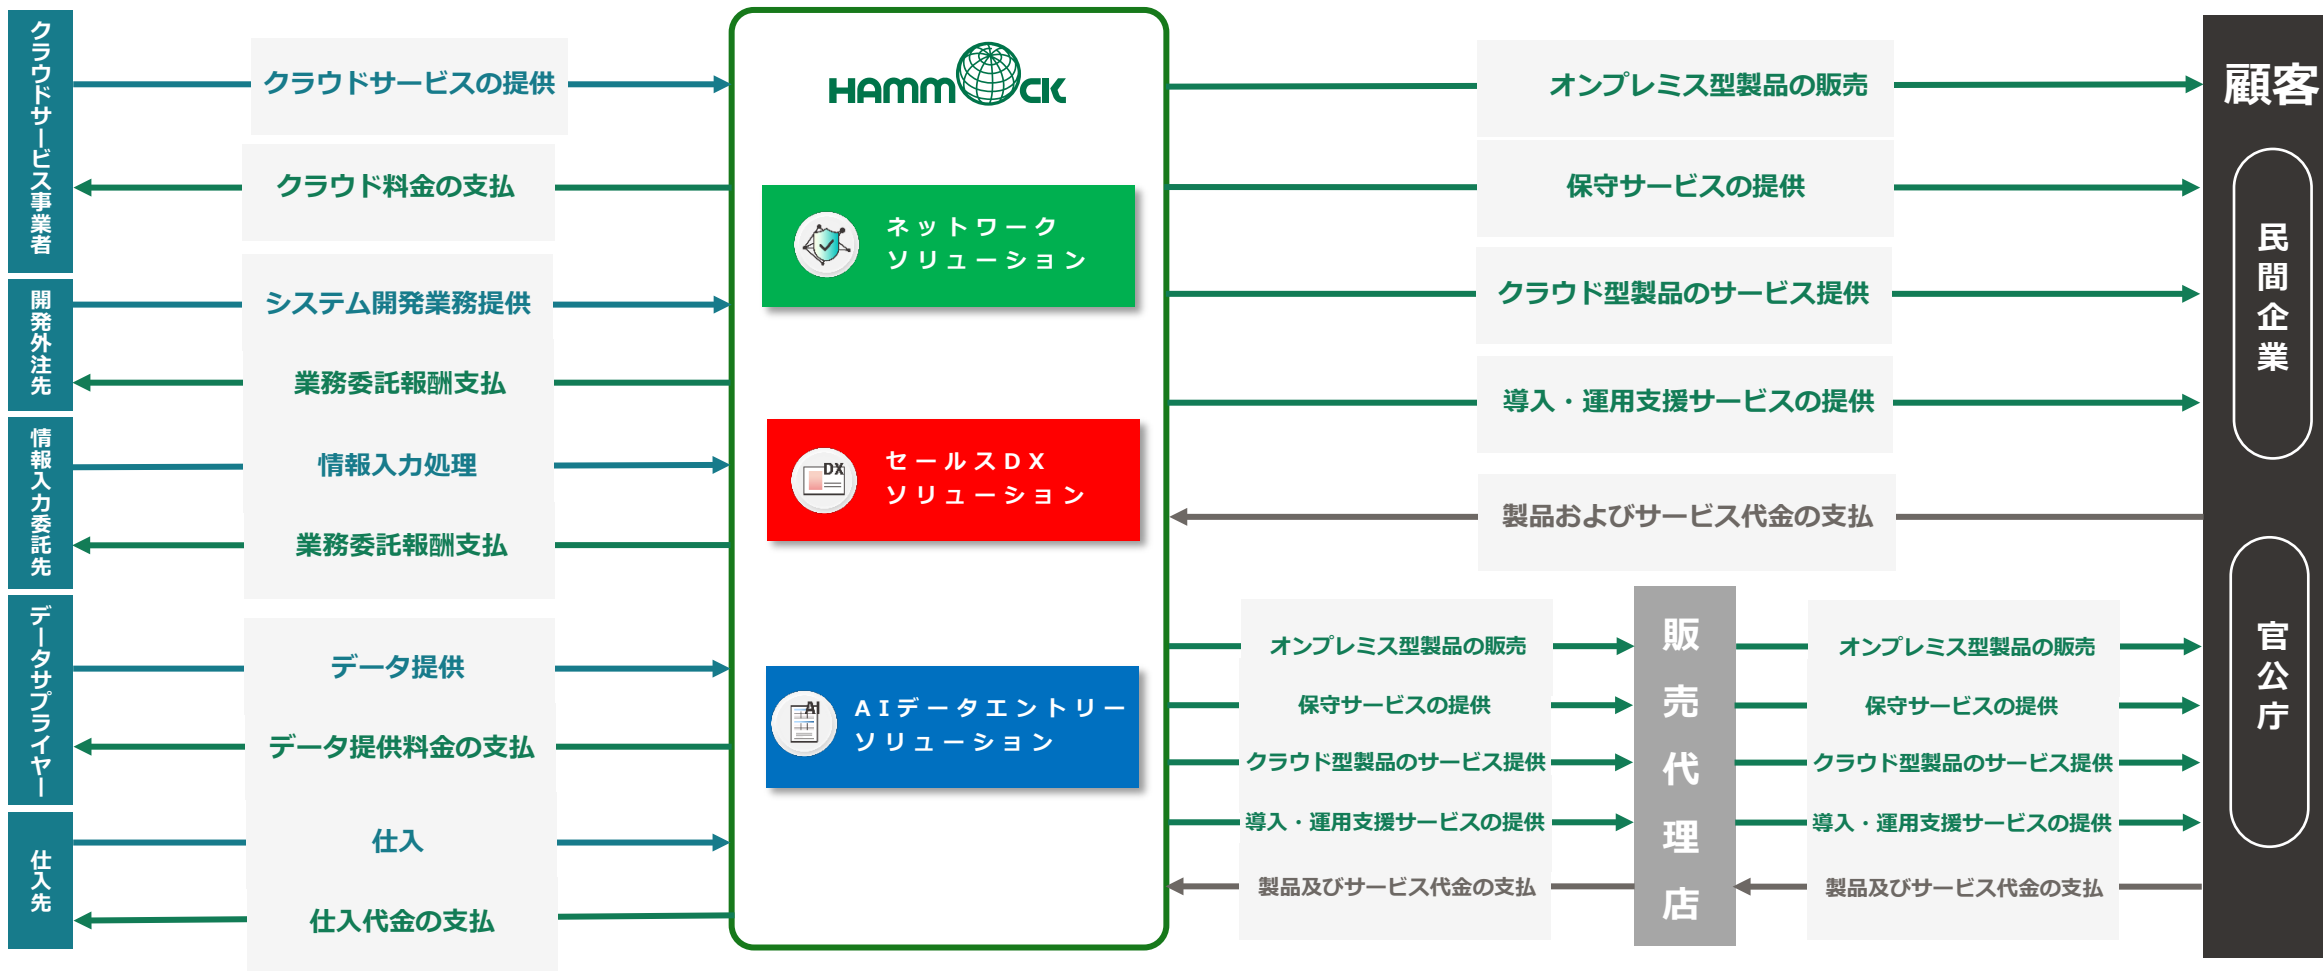 クラウドサービス事業者
クラウドサービスの提供
クラウド料金の支払
開発外注先
システム開発業務提供
業務委託報酬支払
情報入力委託先
情報入力処理
業務委託報酬支払
データサプライヤー
データ提供
データ提供料金の支払
仕入先
仕入
仕入代金の支払
HAMMOCK
ネットワーク
ソリューション
DX
セールスDX
ソリューション
AI
AIデータエントリー
ソリューション
オンプレミス型製品の販売
保守サービスの提供
クラウド型製品のサービス提供
導入・運用支援サービスの提供
製品およびサービス代金の支払
オンプレミス型製品の販売
保守サービスの提供
クラウド型製品のサービス提供
導入・運用支援サービスの提供
製品及びサービス代金の支払
販売代理店
オンプレミス型製品の販売
保守サービスの提供
クラウド型製品のサービス提供
導入・運用支援サービスの提供
製品及びサービス代金の支払
顧客
民間企業
官公庁